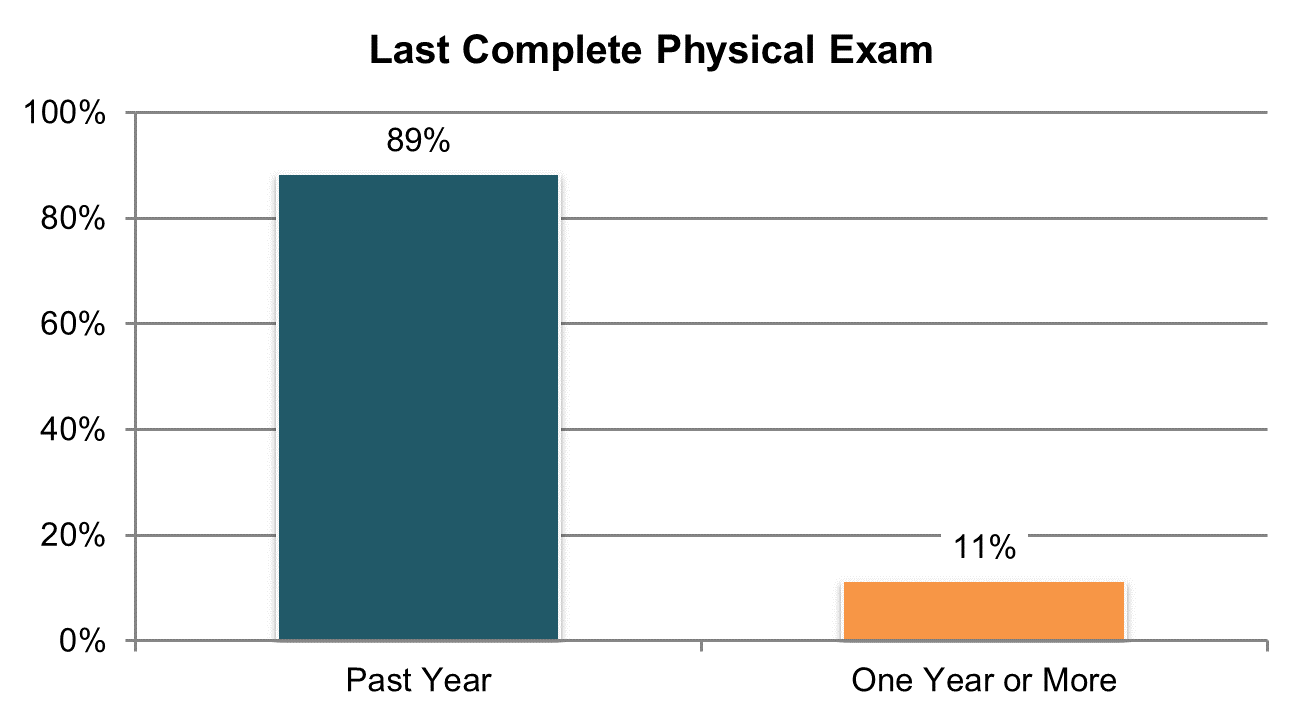 Last Complete Physical Exam
100%
89%
80%
60%
40%
20%
11%
0%
Past Year
One Year or More